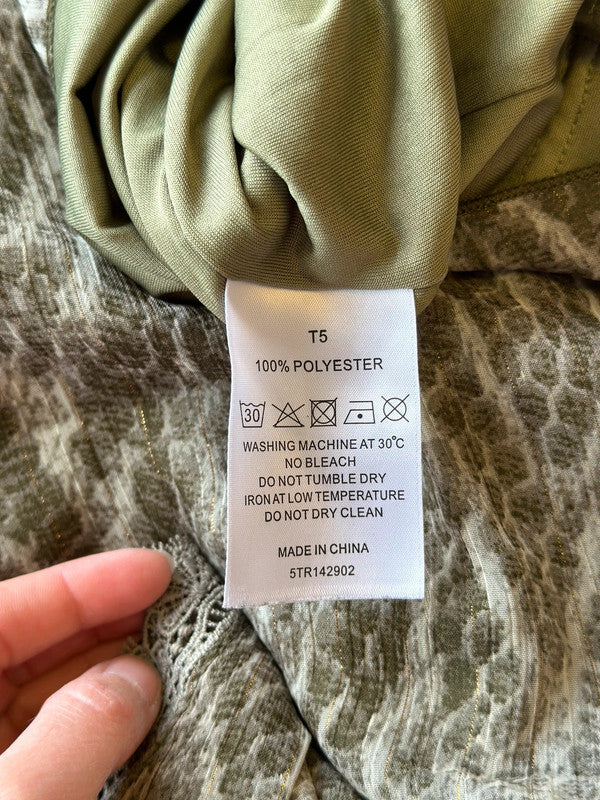 T5
100% POLYESTER
30
WASHING MACHINE AT 30°C
NO BLEACH
DO NOT TUMBLE DRY
IRON AT LOW TEMPERATURE
DO NOT DRY CLEAN
MADE IN CHINA
5TR142902